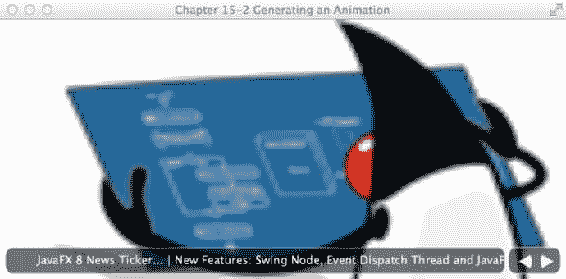 Chapter 15-2 Generating an Animation
JavaFX 8 News Ticker... | New Features: Swing Node, Event Dispatch Thread and JavaF